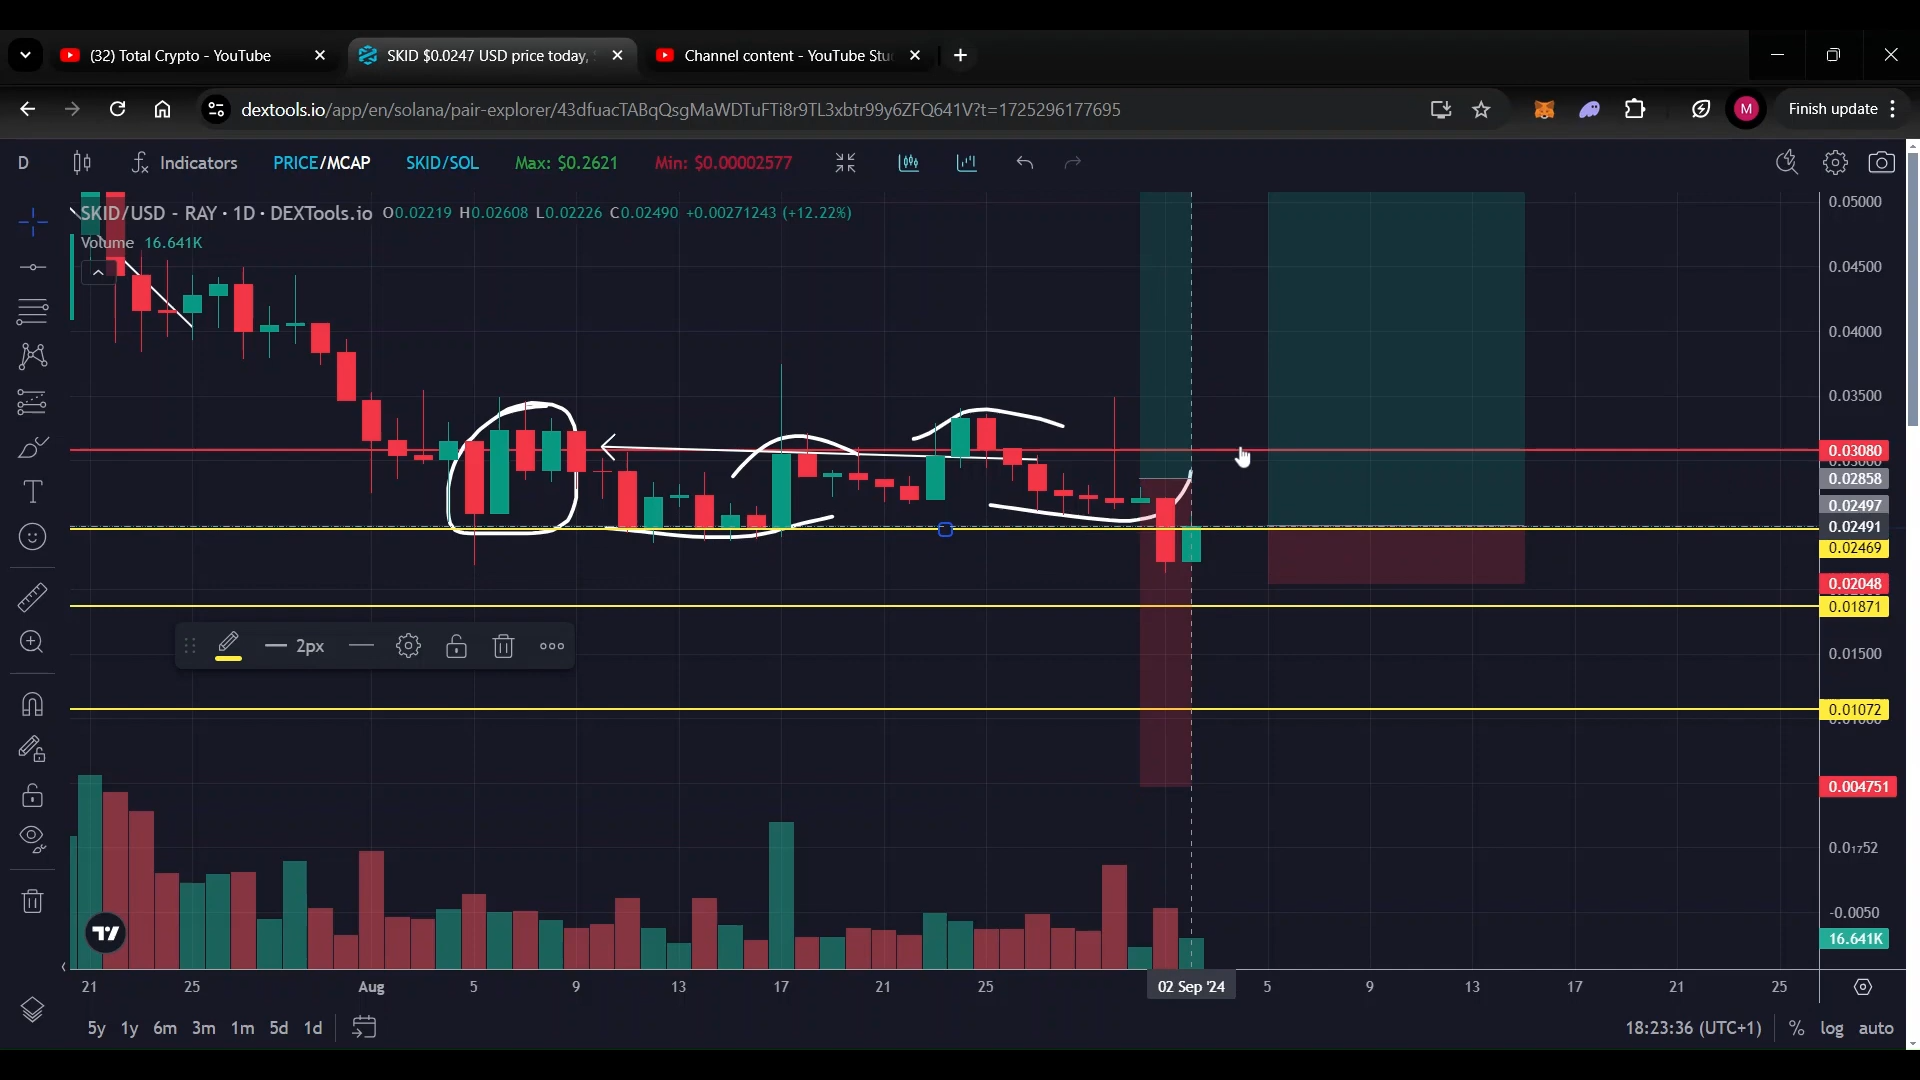 (32) Total Crypto - YouTube
SKID $0.0247 USD price today,
Channel content - YouTube Stu
dextools.io/app/en/solana/pair-explorer/43dfuacTABqQsgMaWDTuFTi8r9TL3xbtr99y6ZFQ641V?t=1725296177695
M
Finish update
D
Indicators
PRICE/MCAP
SKID/SOL
Max: $0.2621
Min: $0.00002577
SKID/USD - RAY · 1D · DEXTools.io O0.02219 H0.02608 L0.02226 C0.02490 +0.00271243 (+12.22%)
Volume 16.641K
0.05000
0.04500
0.04000
0.03500
0.03080
0.03000
0.02858
0.02497
0.02491
0.02469
0.02048
0.01871
2px
0.01500
0.01072
0.01000
0.004751
-0.0050
16.641K
21
25
Aug
5
9
13
17
21
25
02 Sep '24
5
9
13
17
21
25
5y
1y
6m
3m
1m
5d
1d
18:23:36 (UTC+1)
%
log
auto